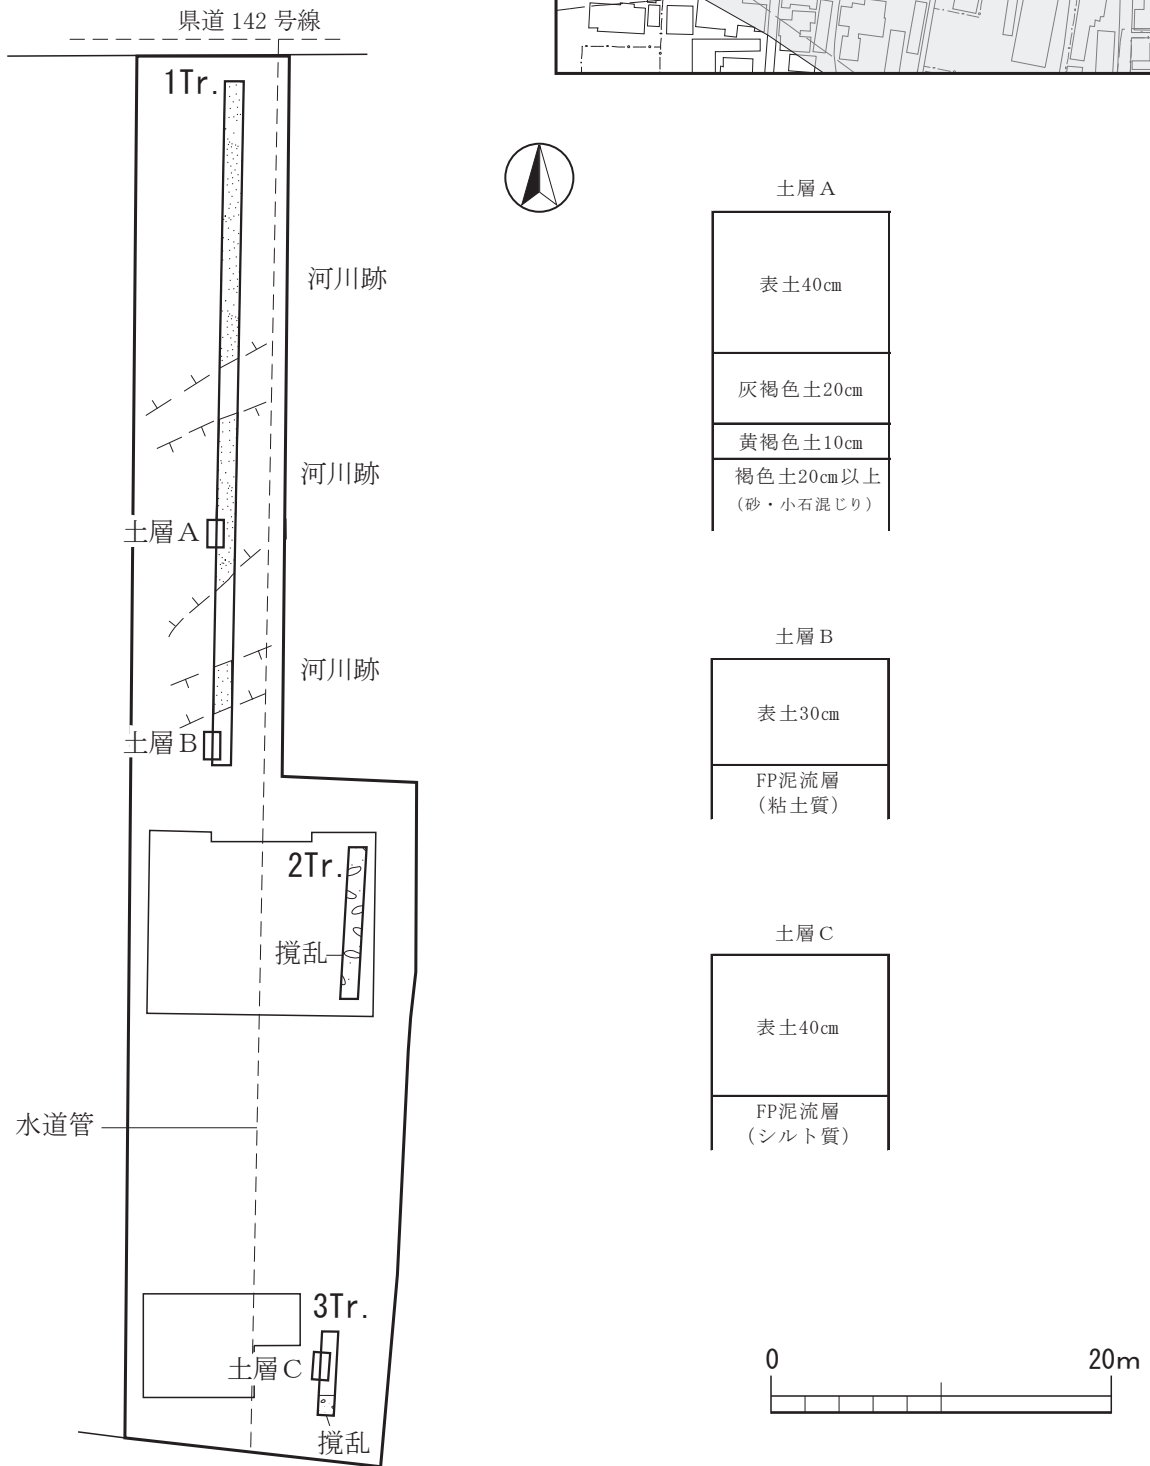 県道 142 号線
1Tr.
河川跡
河川跡
土層A
河川跡
土層B
2Tr.
撹乱
水道管
3Tr.
土層C
撹乱
土層A
表土40㎝
灰褐色土20㎝
黄褐色土10㎝
褐色土20㎝以上
(砂・小石混じり)
土層B
表土30㎝
FP泥流層
(粘土質)
土層C
表土40㎝
FP泥流層
(シルト質)
0 20m